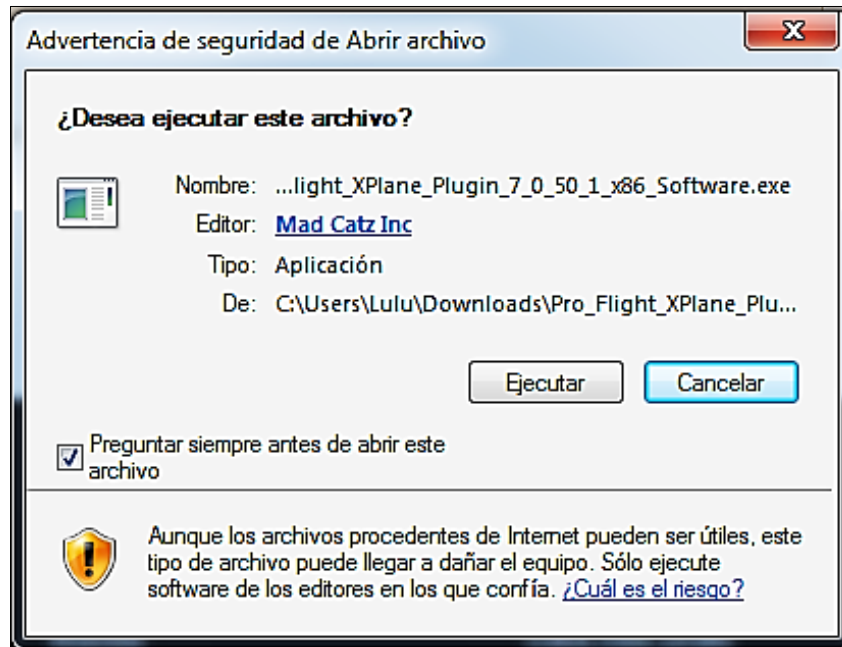 Advertencia de seguridad de Abrir archivo
¿Desea ejecutar este archivo?
Nombre: ...light_XPlane_Plugin_7_0_50_1_x86_Software.exe
Editor: Mad Catz Inc
Tipo: Aplicación
De: C:\Users\Lulu\Downloads\Pro_Flight_XPlane_Plu...
Ejecutar Cancelar
Preguntar siempre antes de abrir este
archivo
Aunque los archivos procedentes de Internet pueden ser útiles, este
tipo de archivo puede llegar a dañar el equipo. Sólo ejecute
software de los editores en los que confía. ¿Cuál es el riesgo?